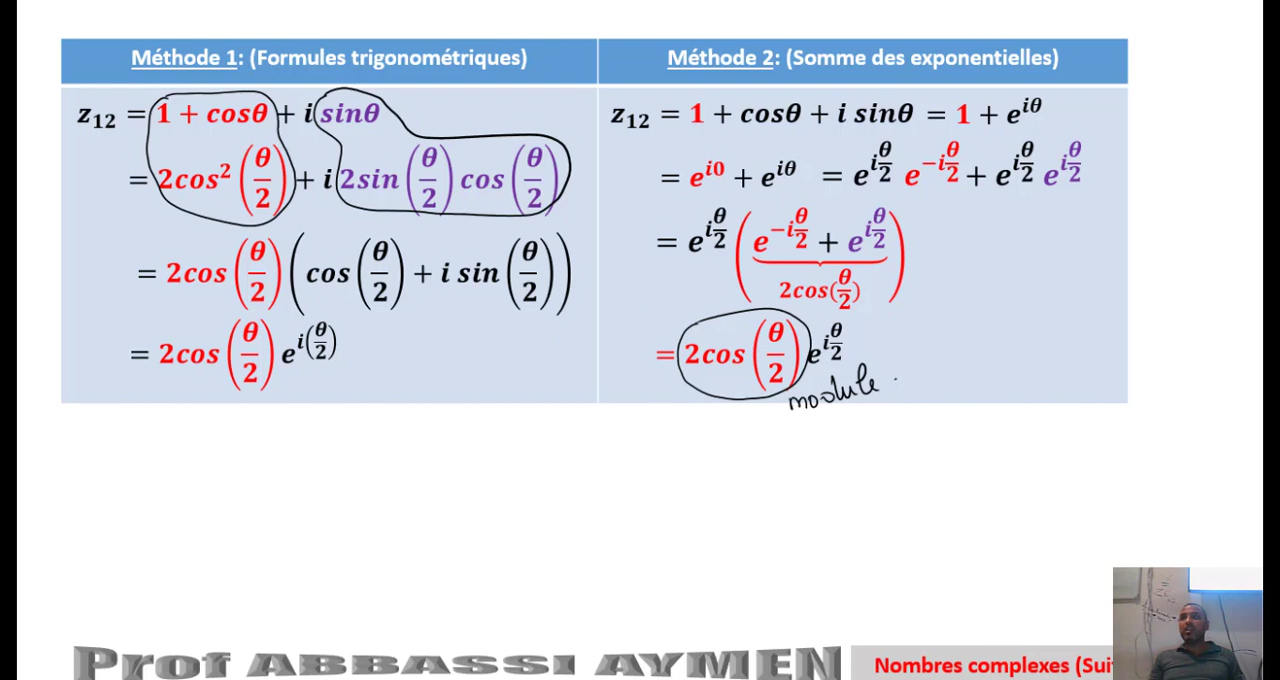 Méthode 1: (Formules trigonométriques)
z₁₂ = 1 + cosθ + i sinθ
= 2cos²(θ/2) + i 2sin(θ/2) cos(θ/2)
= 2cos(θ/2) (cos(θ/2) + i sin(θ/2))
= 2cos(θ/2) e^{i(θ/2)}
Méthode 2: (Somme des exponentielles)
z₁₂ = 1 + cosθ + i sinθ = 1 + e^{iθ}
= e^{i0} + e^{iθ} = e^{iθ/2} e^{-iθ/2} + e^{iθ/2} e^{iθ/2}
= e^{iθ/2} (e^{-iθ/2} + e^{iθ/2})
2cos(θ/2)
= 2cos(θ/2) e^{iθ/2}
module
Prof ABBASSI AYMEN
Nombres complexes (Sui